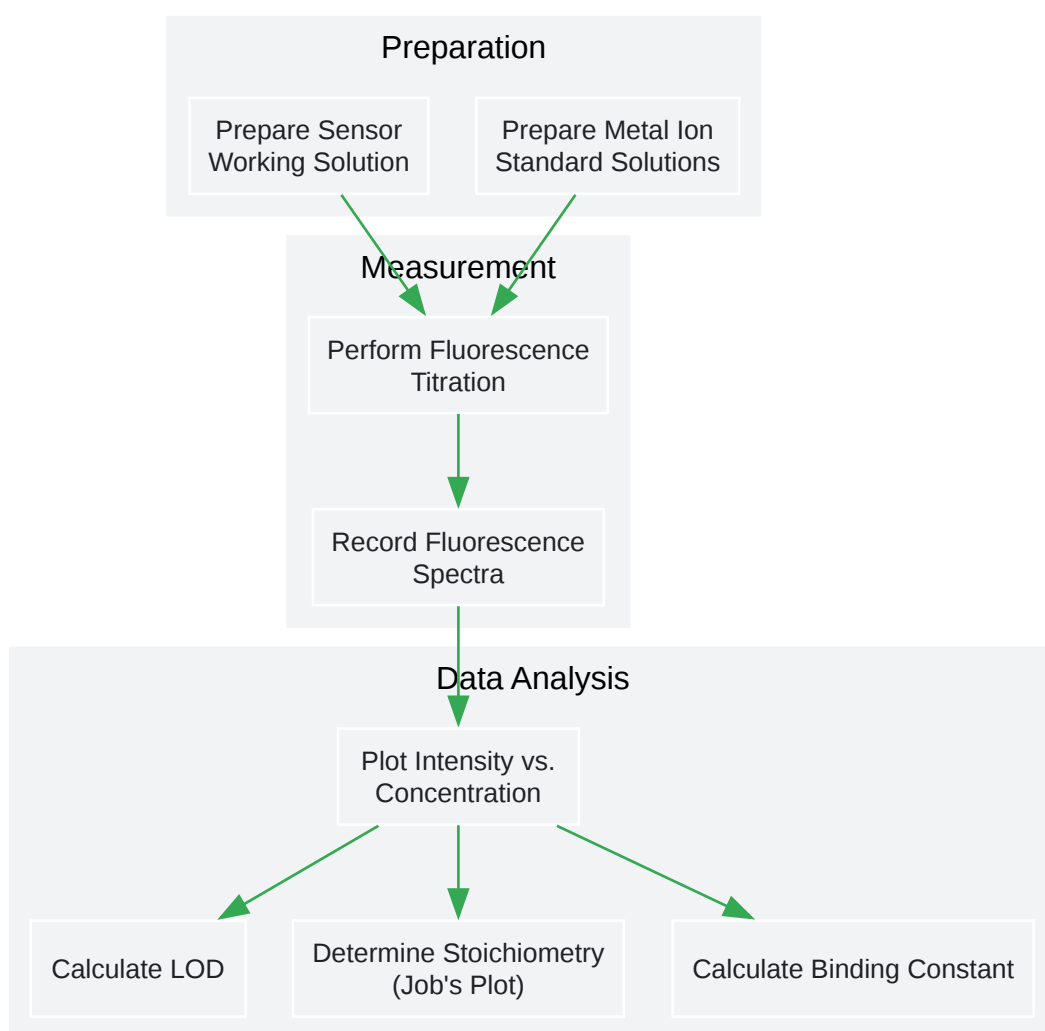 Preparation
Prepare Sensor
Working Solution
Prepare Metal Ion
Standard Solutions
Measurement
Perform Fluorescence
Titration
Record Fluorescence
Spectra
Data Analysis
Plot Intensity vs.
Concentration
Calculate LOD
Determine Stoichiometry
(Job's Plot)
Calculate Binding Constant